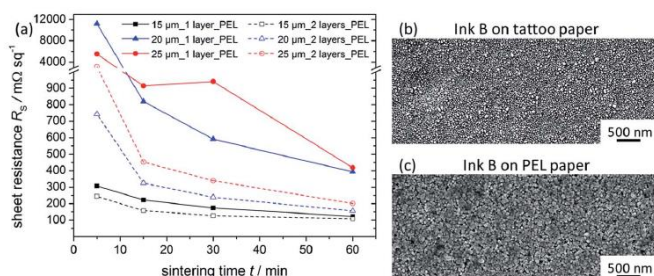 (a)
15 µm_1 layer_PEL
20 µm_1 layer_PEL
25 µm_1 layer_PEL
15 µm_2 layers_PEL
20 µm_2 layers_PEL
25 µm_2 layers_PEL
12000
8000
4000
900
800
700
600
500
400
300
200
100
sheet resistance Rs / mΩ sq⁻¹
0 10 20 30 40 50 60
sintering time t / min
(b) Ink B on tattoo paper
500 nm
(c) Ink B on PEL paper
500 nm